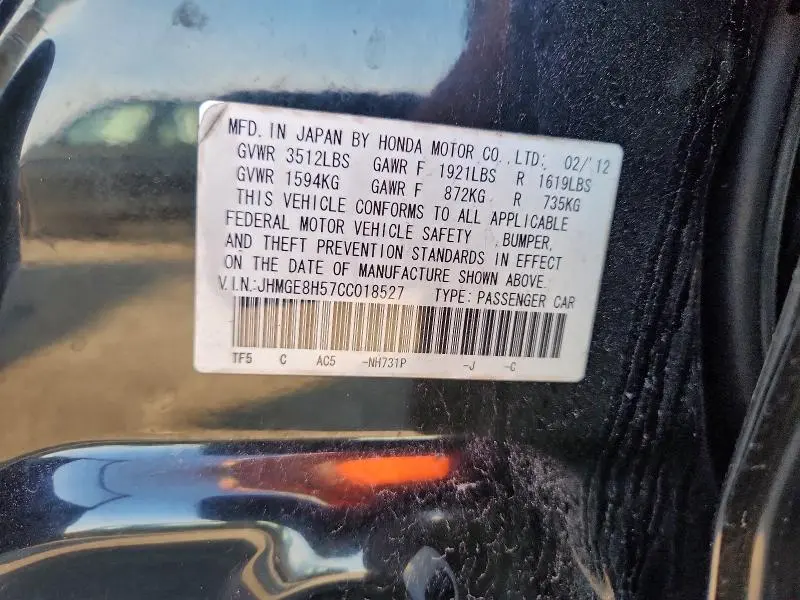 MFD. IN JAPAN BY HONDA MOTOR CO., LTD. 02/'12
GVWR 3512LBS GAWR F 1921LBS R 1619LBS
GVWR 1594KG GAWR F 872KG R 735KG
THIS VEHICLE CONFORMS TO ALL APPLICABLE
FEDERAL MOTOR VEHICLE SAFETY ,BUMPER,
AND THEFT PREVENTION STANDARDS IN EFFECT
ON THE DATE OF MANUFACTURE SHOWN ABOVE.
V.I.N.:JHMGE8H57CC018527 TYPE: PASSENGER CAR
TF5 C AC5 -NH731P -J -C